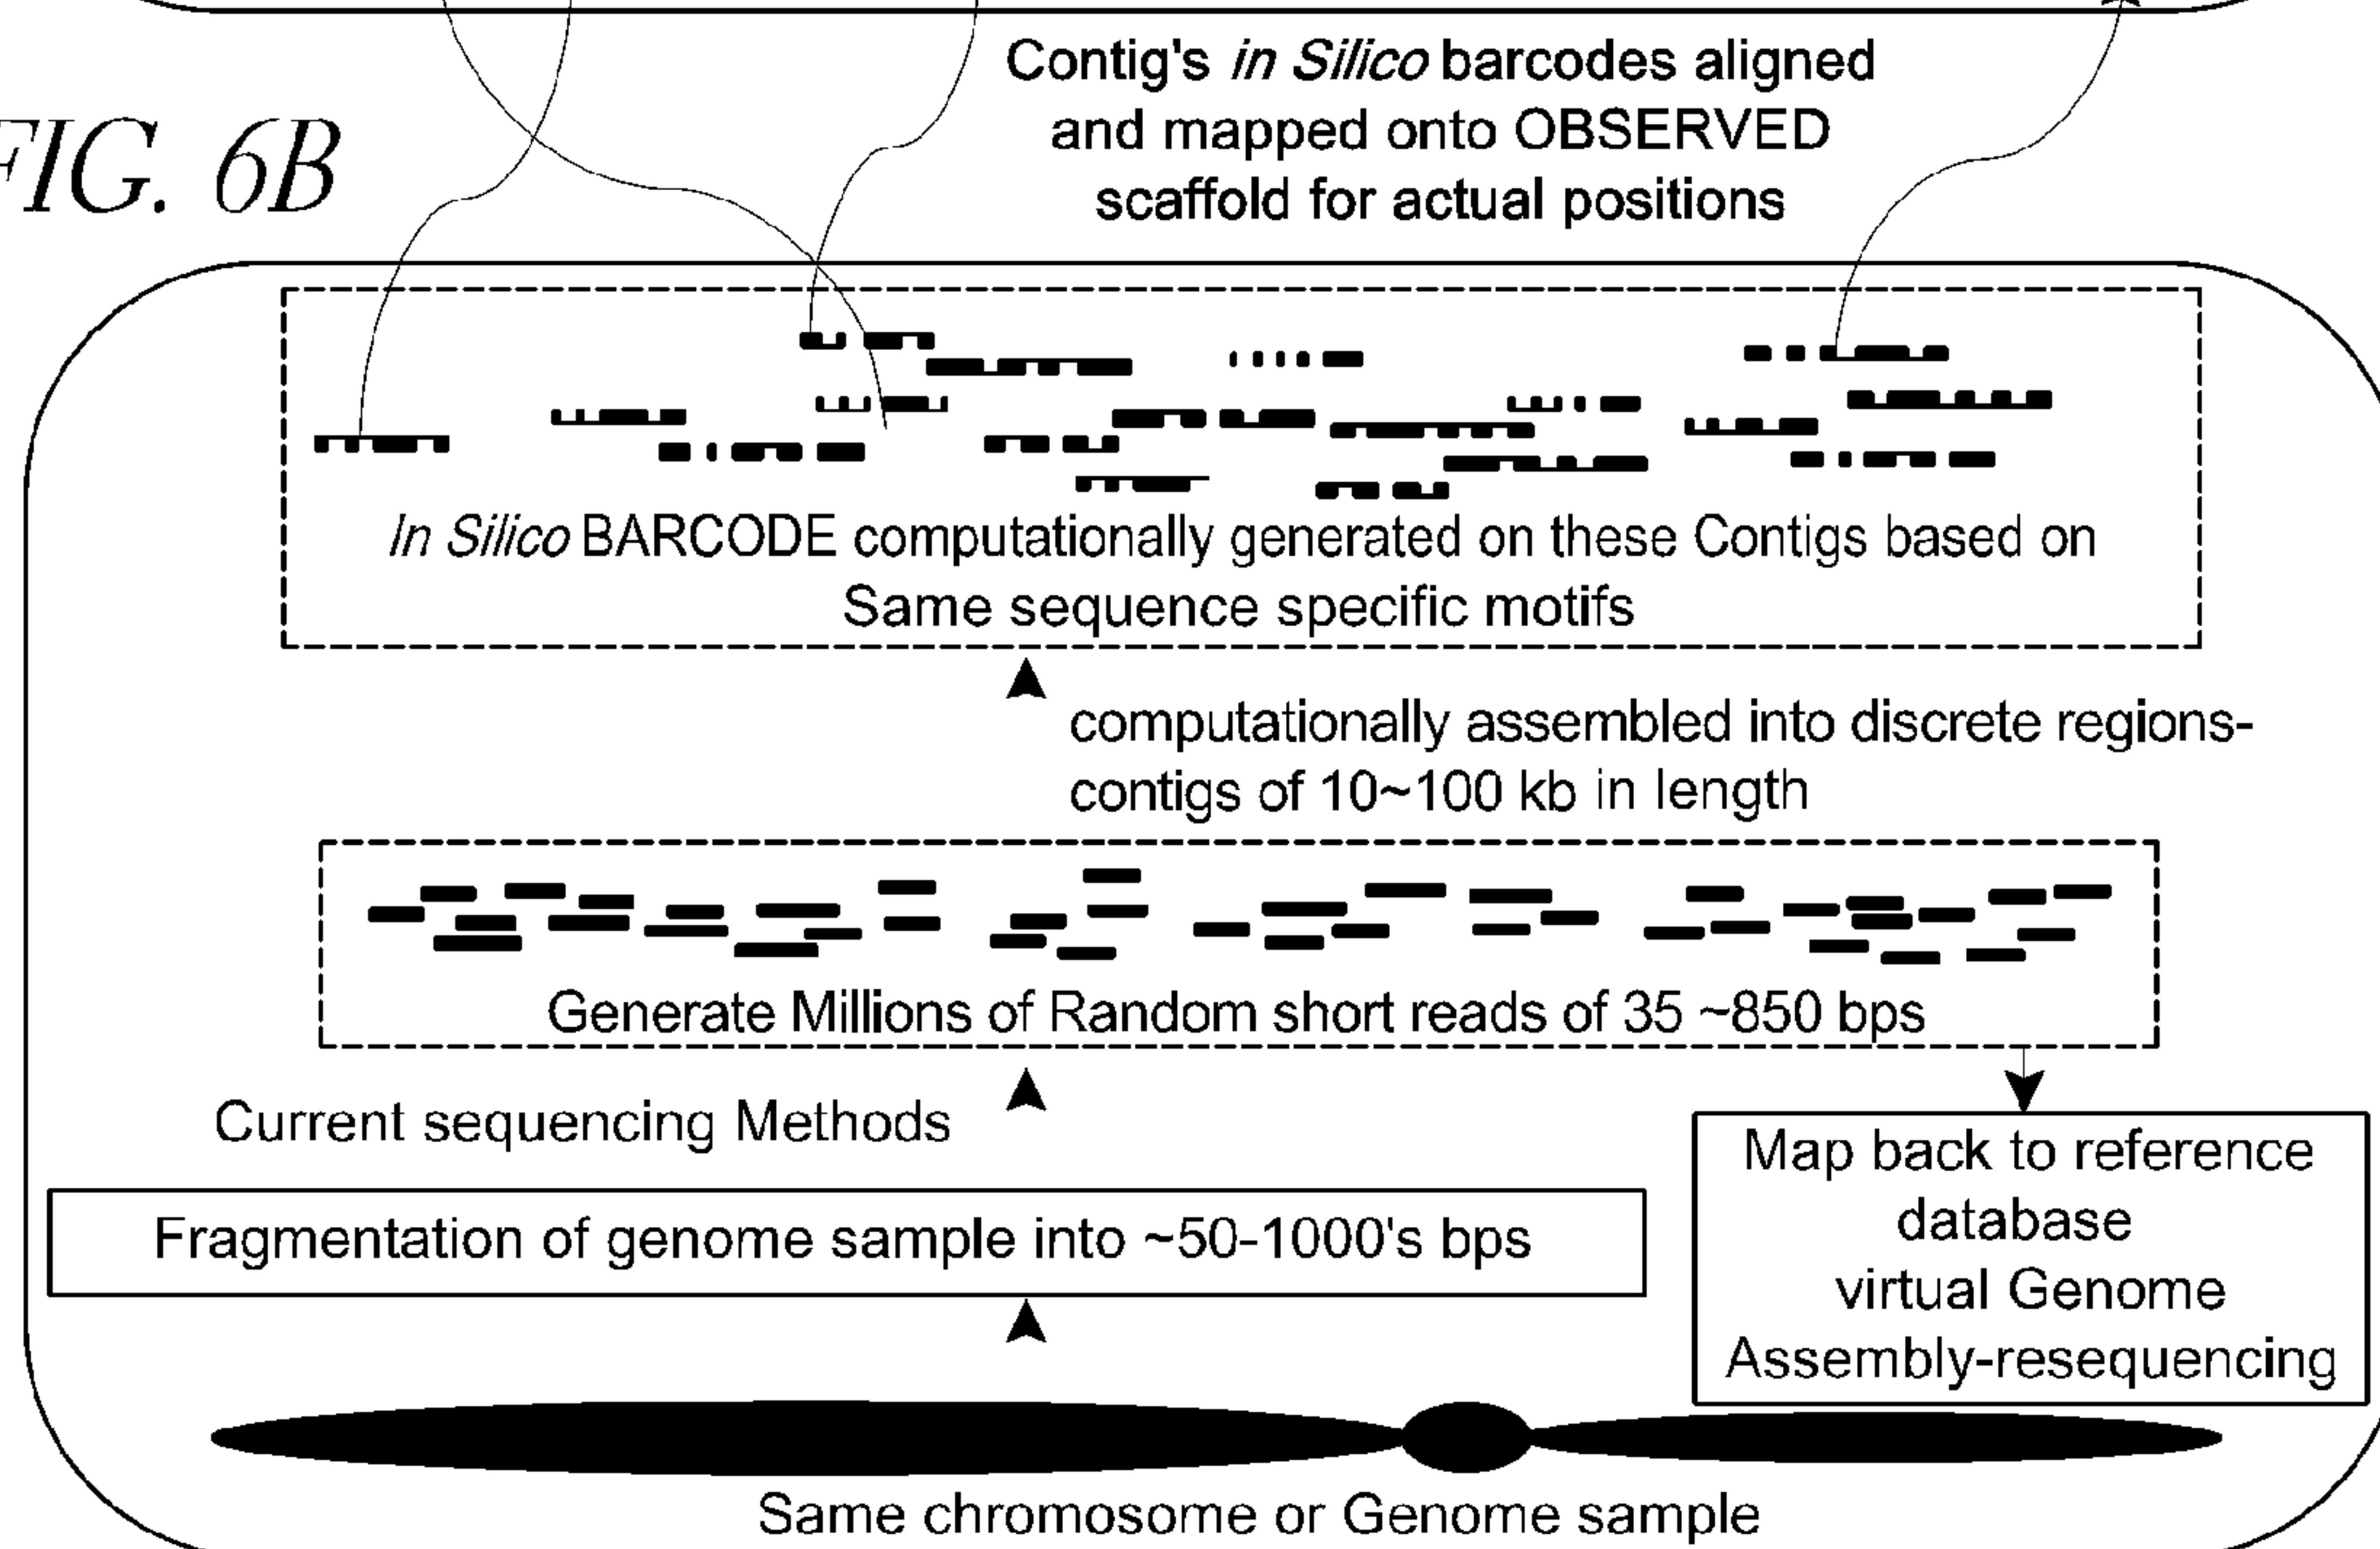 Contig's in Silico barcodes aligned
and mapped onto OBSERVED
scaffold for actual positions
FIG. 6B
In Silico BARCODE computationally generated on these Contigs based on
Same sequence specific motifs
computationally assembled into discrete regions-
contigs of 10~100 kb in length
Generate Millions of Random short reads of 35 ~850 bps
Current sequencing Methods
Fragmentation of genome sample into ~50-1000's bps
Map back to reference
database
virtual Genome
Assembly-resequencing
Same chromosome or Genome sample